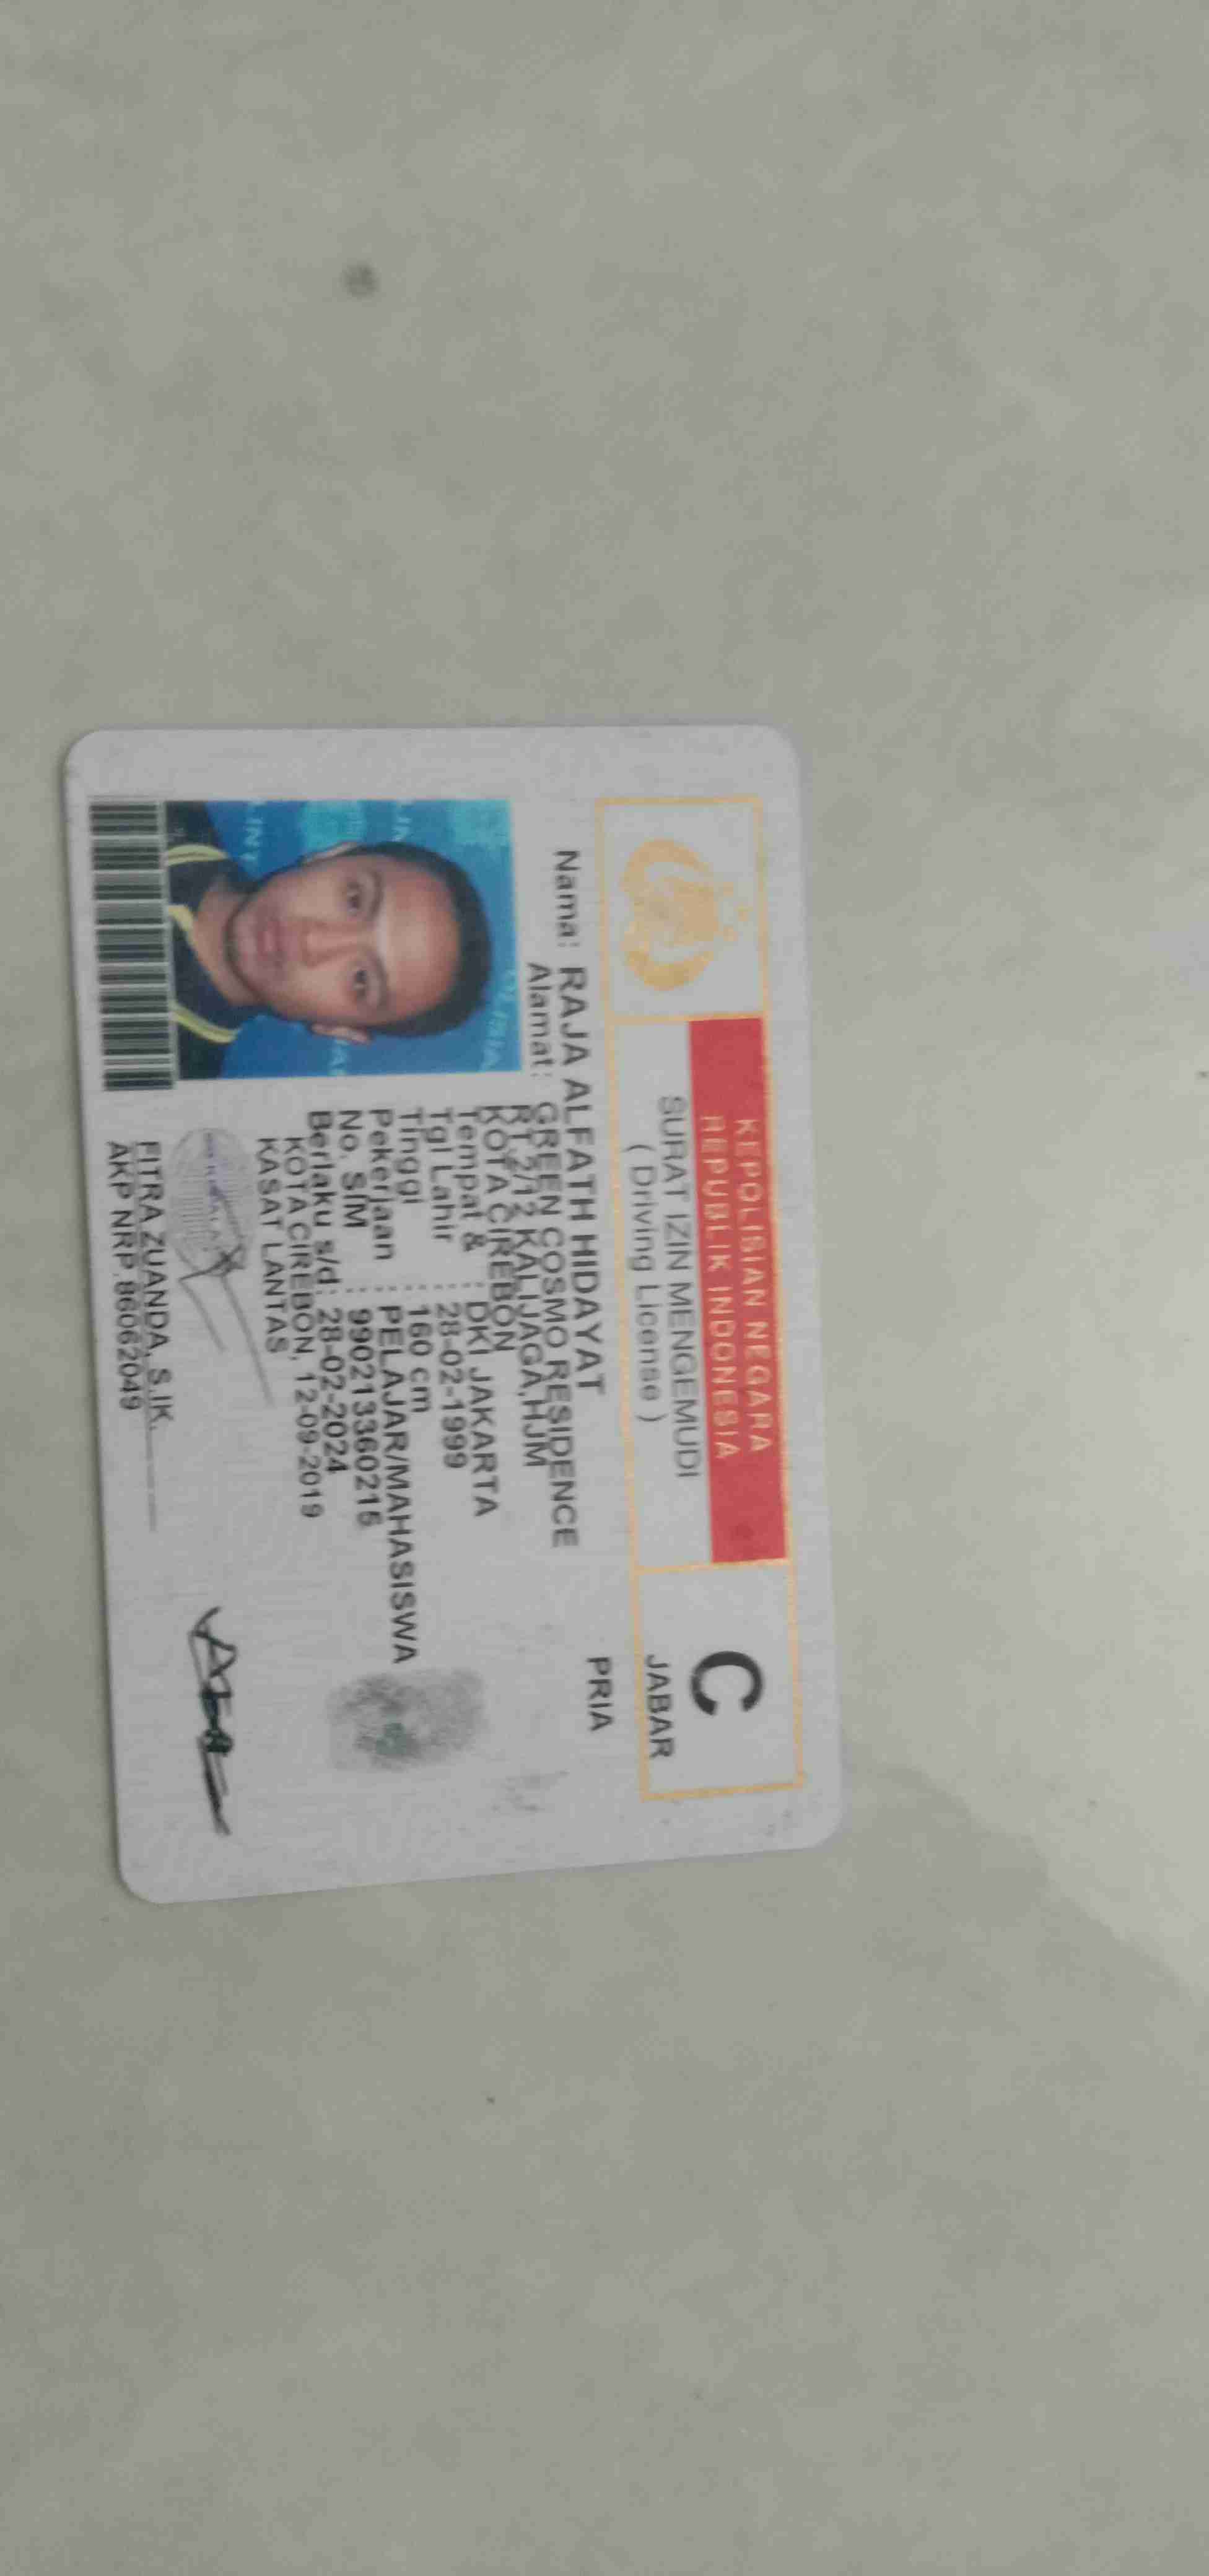 KEPOLISIAN NEGARA
REPUBLIK INDONESIA
SURAT IZIN MENGEMUDI
( Driving License )
C
JABAR
Nama: RAJA ALFATH HIDAYAT
PRIA
Alamat: GREEN COSMO RESIDENCE
RT.2/12 KALIJAGA,HJM
KOTA CIREBON
Tempat & : DKI JAKARTA
Tgl Lahir : 28-02-1999
Tinggi : 160 cm
Pekerjaan : PELAJAR/MAHASISWA
No. SIM : 990213360215
Berlaku s/d: 28-02-2024
KOTA CIREBON, 12-09-2019
KASAT LANTAS
FITRA ZUANDA, S.IK.
AKP NRP 86062049